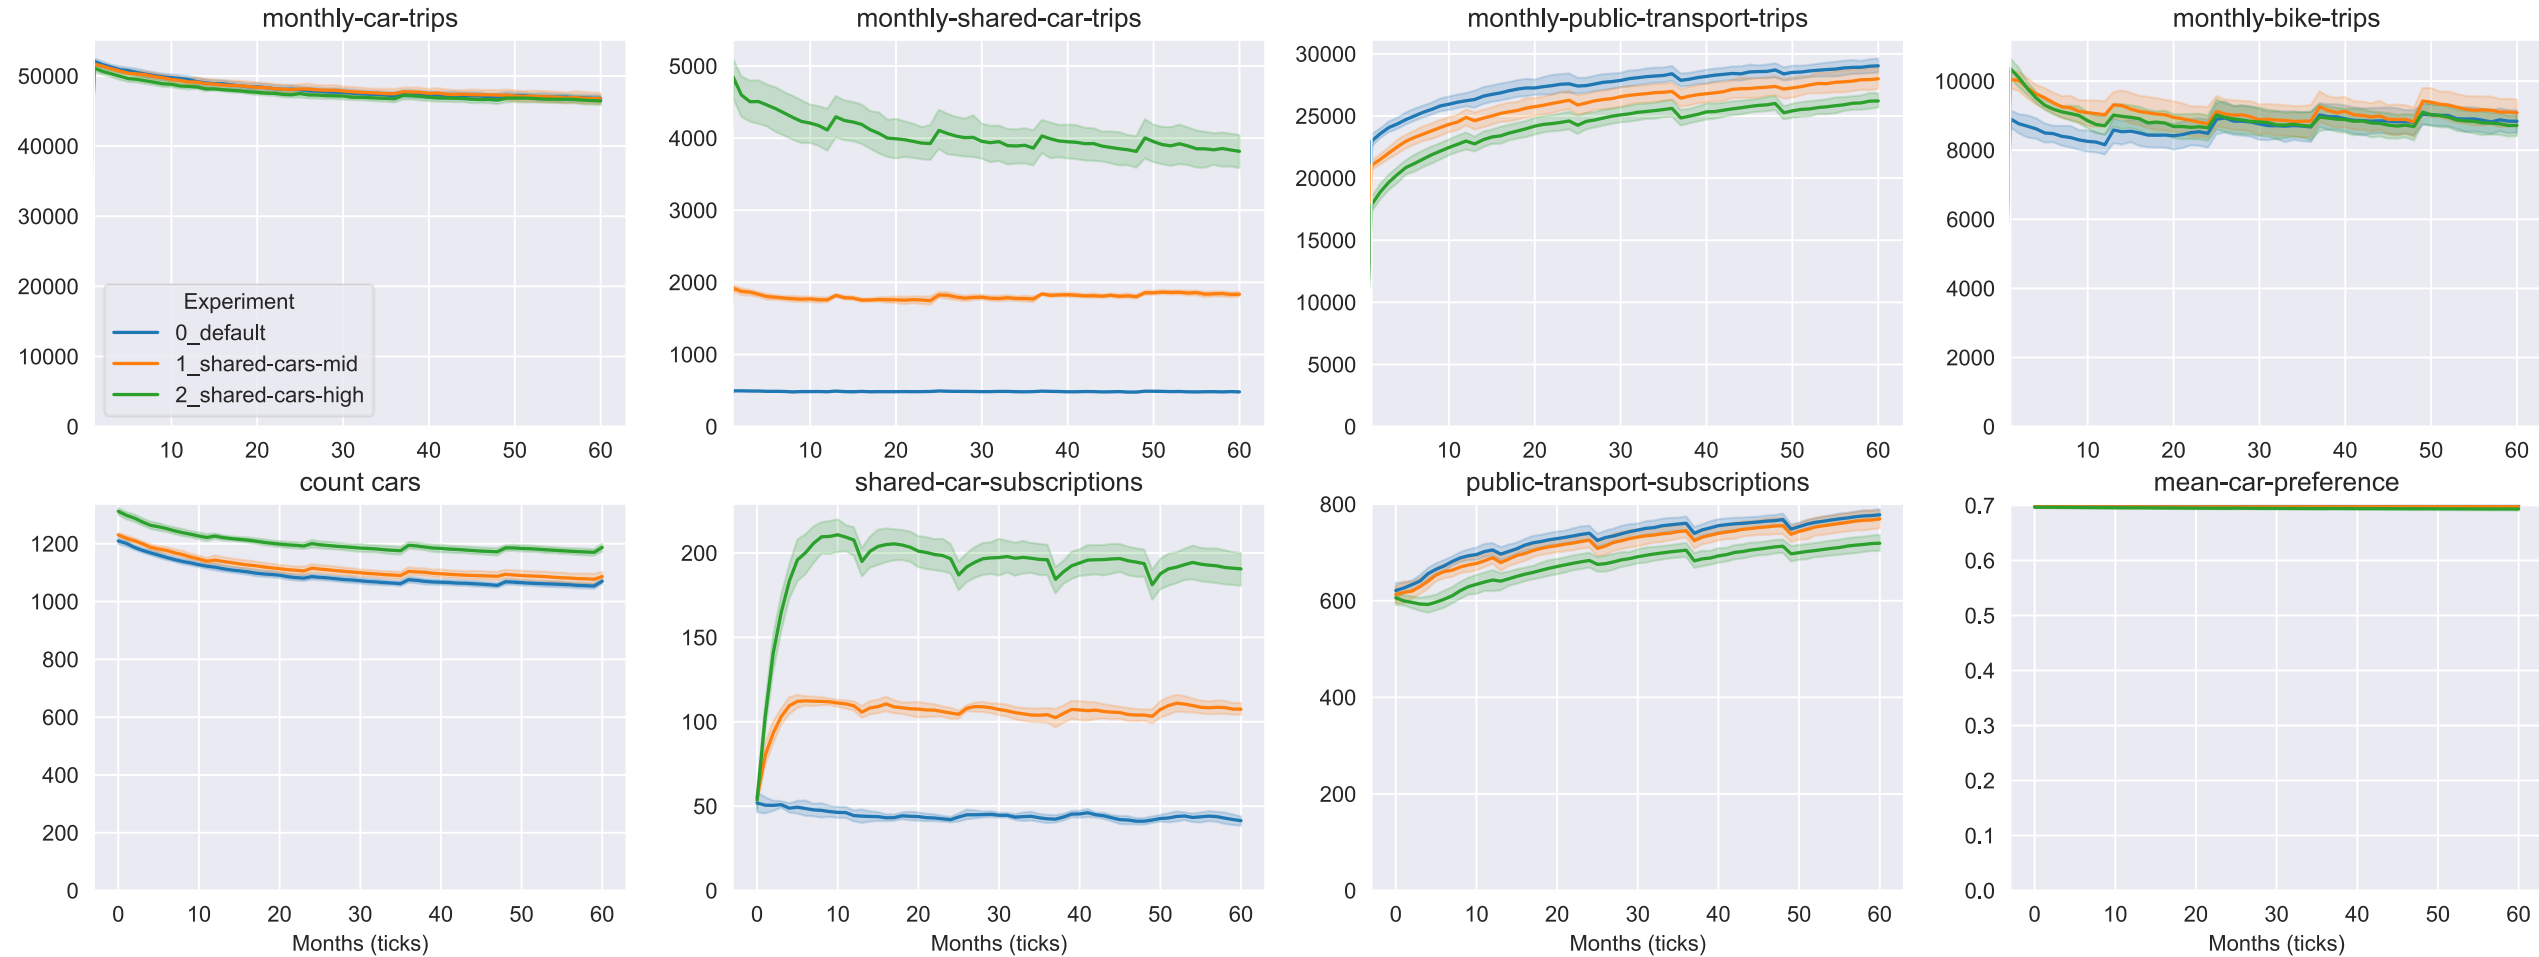 monthly-car-trips
50000
40000
30000
20000
10000
0
10 20 30 40 50 60
Experiment
0_default
1_shared-cars-mid
2_shared-cars-high
monthly-shared-car-trips
5000
4000
3000
2000
1000
0
10 20 30 40 50 60
monthly-public-transport-trips
30000
25000
20000
15000
10000
5000
0
10 20 30 40 50 60
monthly-bike-trips
10000
8000
6000
4000
2000
0
10 20 30 40 50 60
count cars
1200
1000
800
600
400
200
0
0 10 20 30 40 50 60
Months (ticks)
shared-car-subscriptions
200
150
100
50
0
0 10 20 30 40 50 60
Months (ticks)
public-transport-subscriptions
800
600
400
200
0
0 10 20 30 40 50 60
Months (ticks)
mean-car-preference
0.7
0.6
0.5
0.4
0.3
0.2
0.1
0.0
0 10 20 30 40 50 60
Months (ticks)